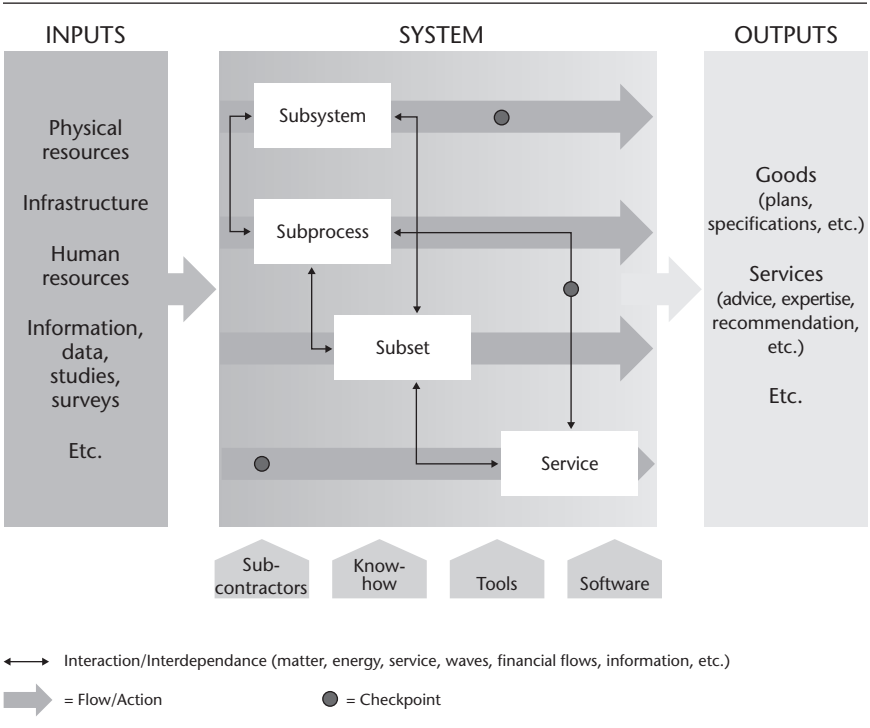 INPUTS
SYSTEM
OUTPUTS
Physical
resources
Infrastructure
Human
resources
Information,
data,
studies,
surveys
Etc.
Subsystem
Subprocess
Subset
Service
Goods
(plans,
specifications, etc.)
Services
(advice, expertise,
recommendation,
etc.)
Etc.
Sub-
contractors
Know-
how
Tools
Software
Interaction/Interdependance (matter, energy, service, waves, financial flows, information, etc.)
= Flow/Action
= Checkpoint